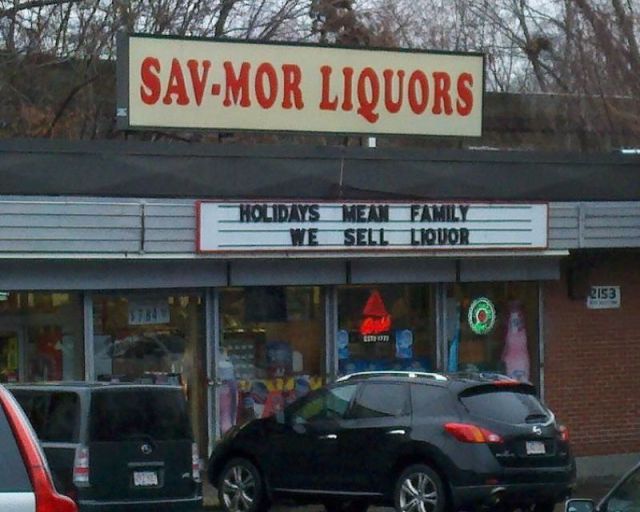 SAV-MOR LIQUORS
HOLIDAYS MEAN FAMILY
WE SELL LIQUOR
2153